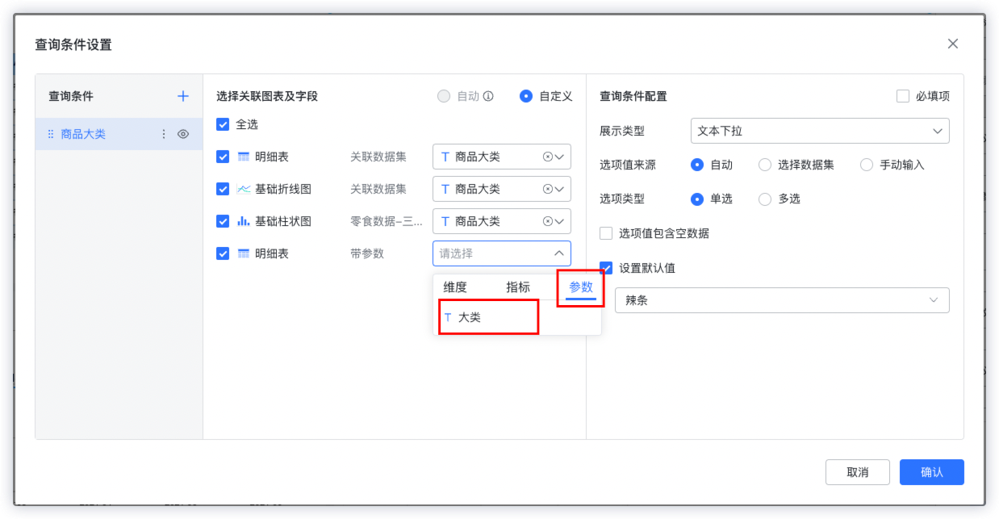 查询条件设置
查询条件
商品大类
选择关联图表及字段
自动
自定义
全选
明细表 关联数据集 T 商品大类
基础折线图 关联数据集 T 商品大类
基础柱状图 零食数据-三... T 商品大类
明细表 带参数 请选择
维度 指标 参数
T 大类
查询条件配置
必填项
展示类型 文本下拉
选项值来源 自动 选择数据集 手动输入
选项类型 单选 多选
选项值包含空数据
设置默认值
辣条
取消 确认